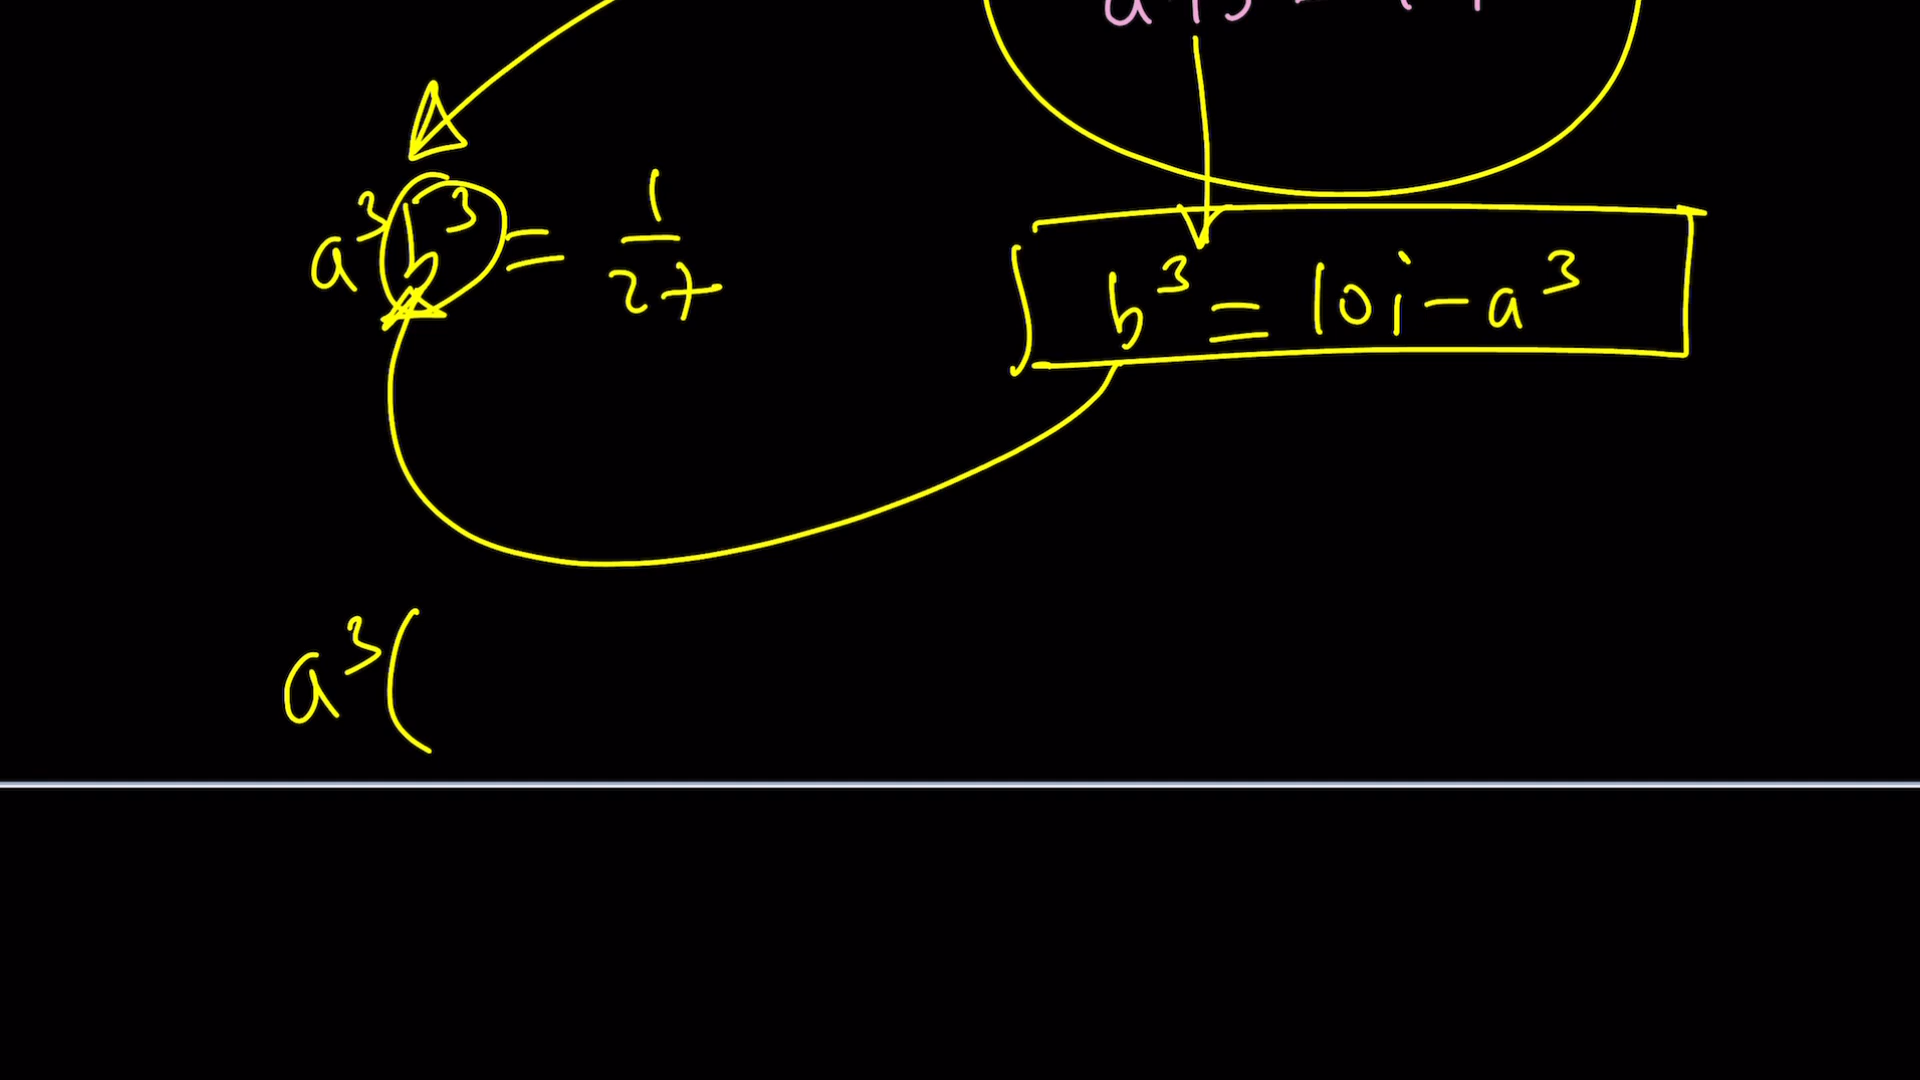 a³b³ = 1/27
b³ = 10i - a³
a³(